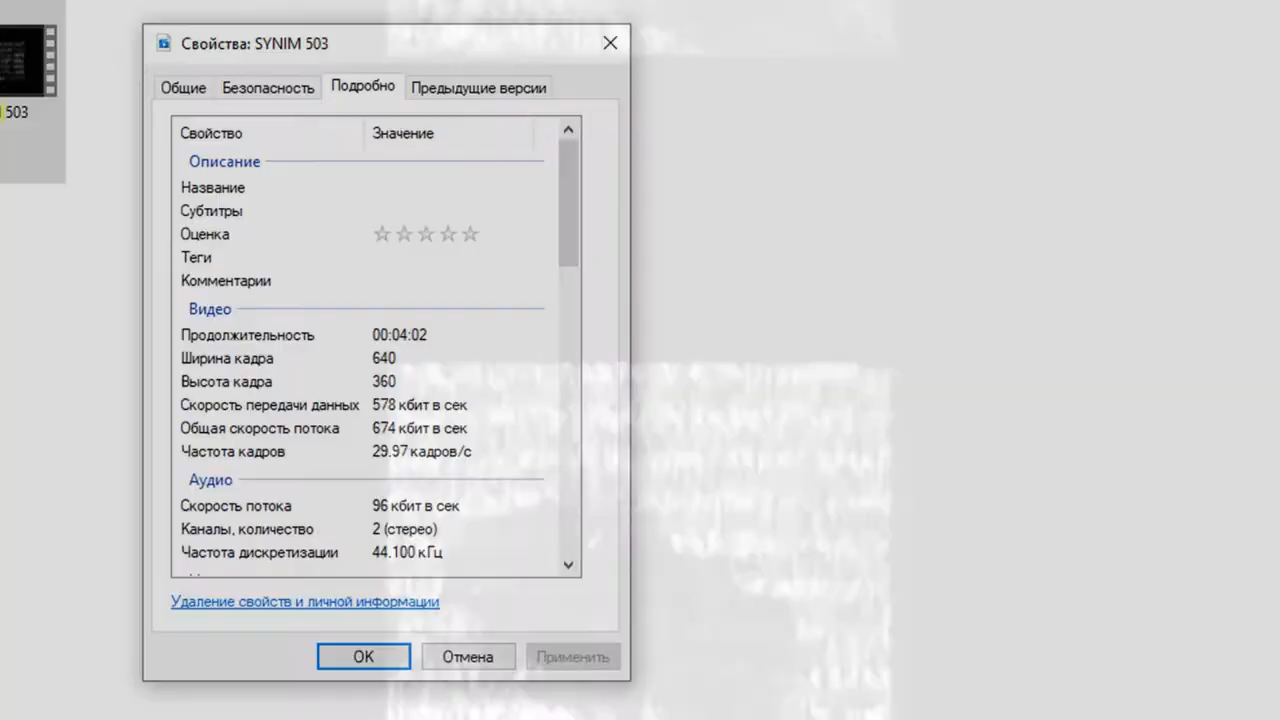 503
Свойства: SYNIM 503
Общие Безопасность Подробно Предыдущие версии
Свойство Значение
Описание
Название
Субтитры
Оценка
Теги
Комментарии
Видео
Продолжительность 00:04:02
Ширина кадра 640
Высота кадра 360
Скорость передачи данных 578 кбит в сек
Общая скорость потока 674 кбит в сек
Частота кадров 29.97 кадров/с
Аудио
Скорость потока 96 кбит в сек
Каналы, количество 2 (стерео)
Частота дискретизации 44.100 кГц
Удаление свойств и личной информации
ОК Отмена Применить